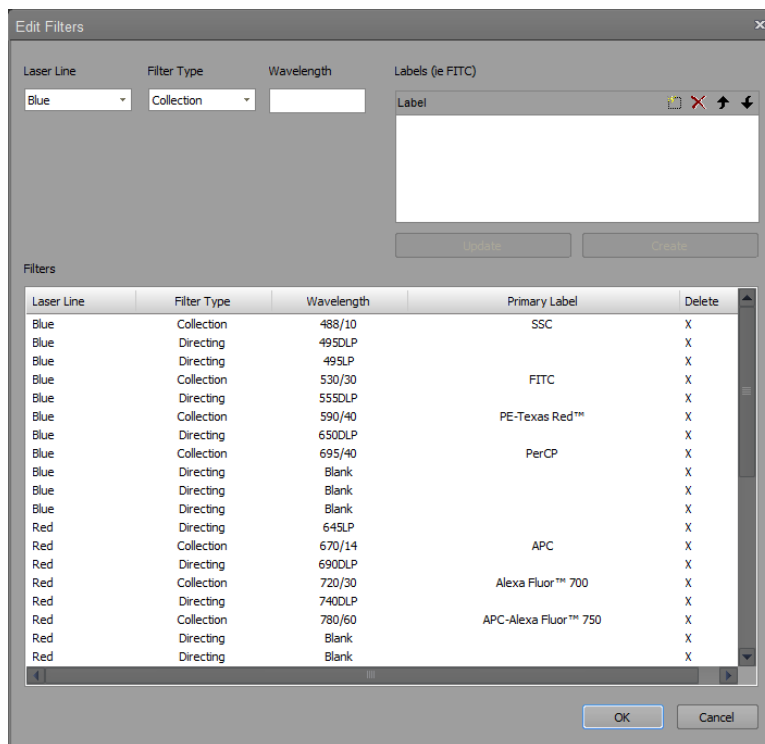 Edit Filters x
Laser Line Filter Type Wavelength Labels (ie FITC)
Blue Collection Label
Update Create
Filters
Laser Line Filter Type Wavelength Primary Label Delete
Blue Collection 488/10 SSC X
Blue Directing 495DLP X
Blue Directing 495LP X
Blue Collection 530/30 FITC X
Blue Directing 555DLP X
Blue Collection 590/40 PE-Texas Red™ X
Blue Directing 650DLP X
Blue Collection 695/40 PerCP X
Blue Directing Blank X
Blue Directing Blank X
Blue Directing Blank X
Red Directing 645LP X
Red Collection 670/14 APC X
Red Directing 690DLP X
Red Collection 720/30 Alexa Fluor™ 700 X
Red Directing 740DLP X
Red Collection 780/60 APC-Alexa Fluor™ 750 X
Red Directing Blank X
Red Directing Blank X
OK Cancel